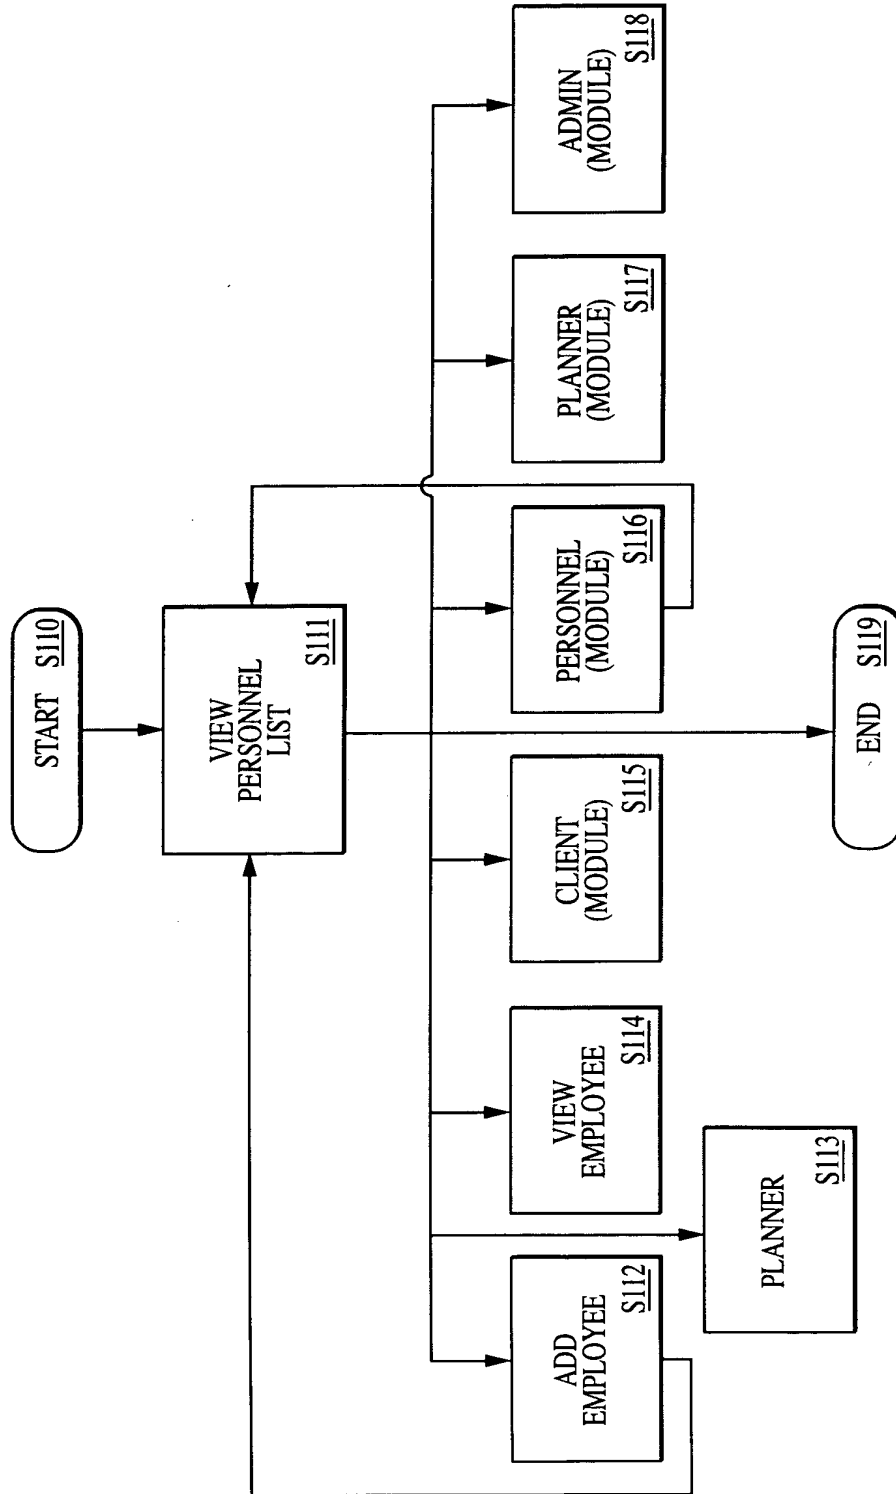 START S110
VIEW
PERSONNEL
LIST
S111
ADD
EMPLOYEE
S112
PLANNER
S113
VIEW
EMPLOYEE
S114
CLIENT
(MODULE)
S115
PERSONNEL
(MODULE)
S116
PLANNER
(MODULE)
S117
ADMIN
(MODULE)
S118
END S119